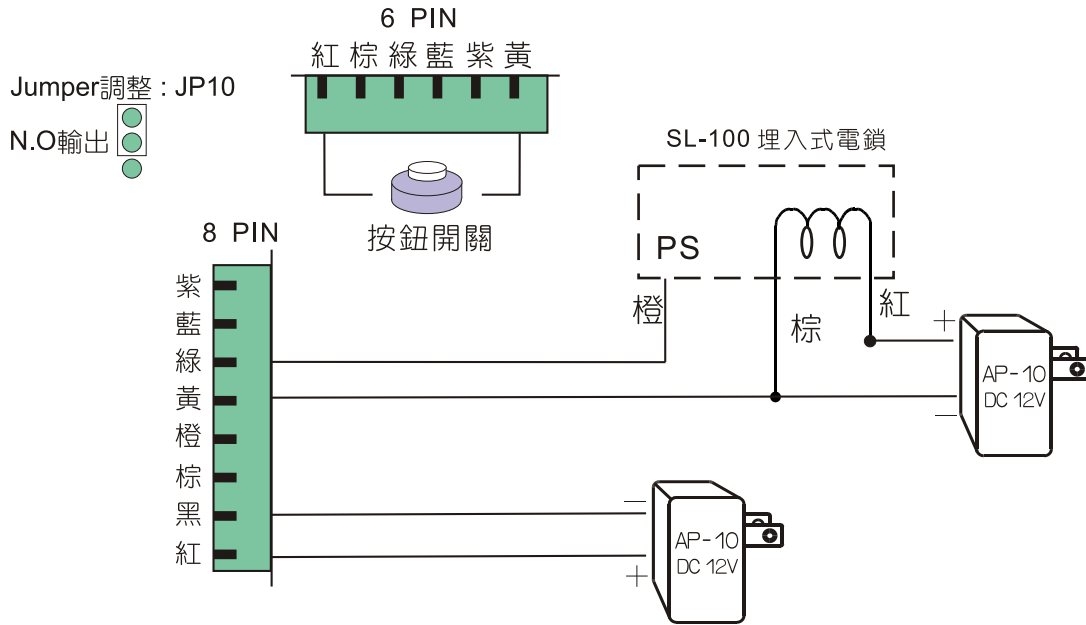 6 PIN
紅 棕 綠 藍 紫 黃
Jumper調整 : JP10
N.O輸出
按鈕開關
SL-100 埋入式電鎖
PS
橙
棕
紅
+
−
AP-10
DC 12V
8 PIN
紫
藍
綠
黃
橙
棕
黑
紅
−
+
AP-10
DC 12V